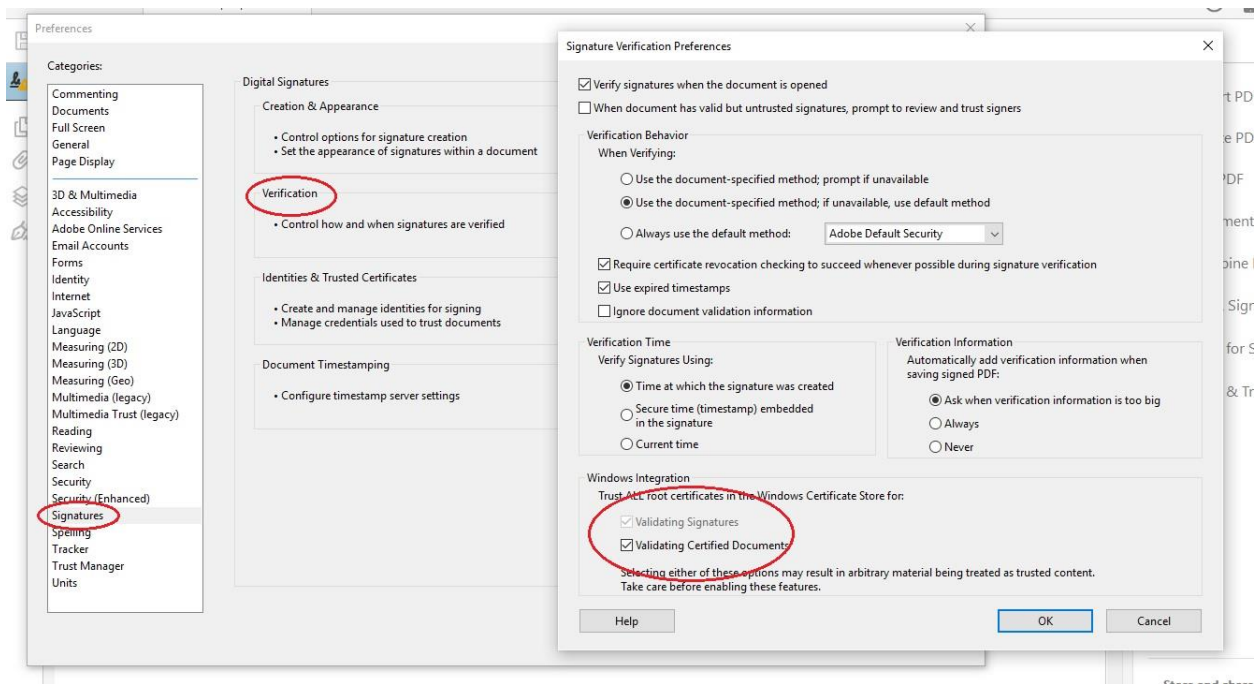 Preferences
Categories:
Commenting
Documents
Full Screen
General
Page Display
3D & Multimedia
Accessibility
Adobe Online Services
Email Accounts
Forms
Identity
Internet
JavaScript
Language
Measuring (2D)
Measuring (3D)
Measuring (Geo)
Multimedia (legacy)
Multimedia Trust (legacy)
Reading
Reviewing
Search
Security
Security (Enhanced)
Signatures
Spelling
Tracker
Trust Manager
Units
Digital Signatures
Creation & Appearance
• Control options for signature creation
• Set the appearance of signatures within a document
Verification
• Control how and when signatures are verified
Identities & Trusted Certificates
• Create and manage identities for signing
• Manage credentials used to trust documents
Document Timestamping
• Configure timestamp server settings
Signature Verification Preferences
Verify signatures when the document is opened
When document has valid but untrusted signatures, prompt to review and trust signers
Verification Behavior
When Verifying:
Use the document-specified method; prompt if unavailable
Use the document-specified method; if unavailable, use default method
Always use the default method: Adobe Default Security
Require certificate revocation checking to succeed whenever possible during signature verification
Use expired timestamps
Ignore document validation information
Verification Time
Verify Signatures Using:
Time at which the signature was created
Secure time (timestamp) embedded
in the signature
Current time
Verification Information
Automatically add verification information when
saving signed PDF:
Ask when verification information is too big
Always
Never
Windows Integration
Trust ALL root certificates in the Windows Certificate Store for:
Validating Signatures
Validating Certified Documents
Selecting either of these options may result in arbitrary material being treated as trusted content.
Take care before enabling these features.
Help
OK
Cancel